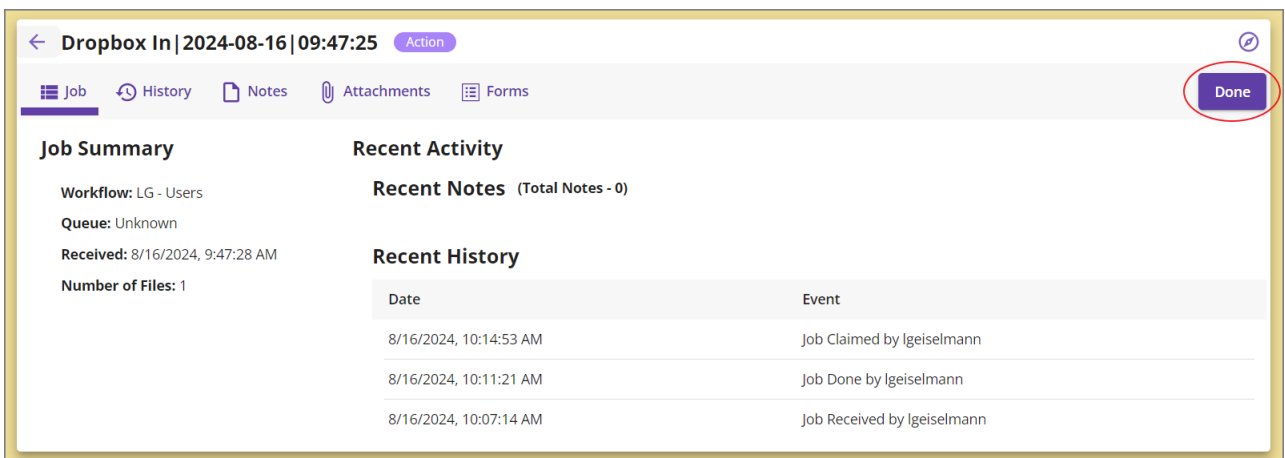 Dropbox In|2024-08-16|09:47:25 Action
Job History Notes Attachments Forms Done
Job Summary
Workflow: LG - Users
Queue: Unknown
Received: 8/16/2024, 9:47:28 AM
Number of Files: 1
Recent Activity
Recent Notes (Total Notes - 0)
Recent History
Date Event
8/16/2024, 10:14:53 AM Job Claimed by lgeiselmann
8/16/2024, 10:11:21 AM Job Done by lgeiselmann
8/16/2024, 10:07:14 AM Job Received by lgeiselmann